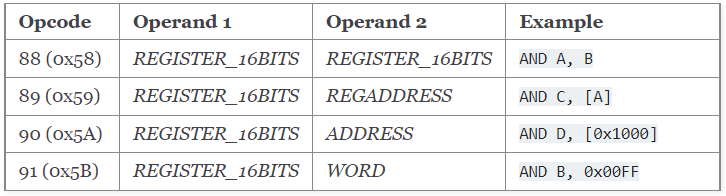 Opcode Operand 1 Operand 2 Example
88 (0x58) REGISTER_16BITS REGISTER_16BITS AND A, B
89 (0x59) REGISTER_16BITS REGADDRESS AND C, [A]
90 (0x5A) REGISTER_16BITS ADDRESS AND D, [0x1000]
91 (0x5B) REGISTER_16BITS WORD AND B, 0x00FF